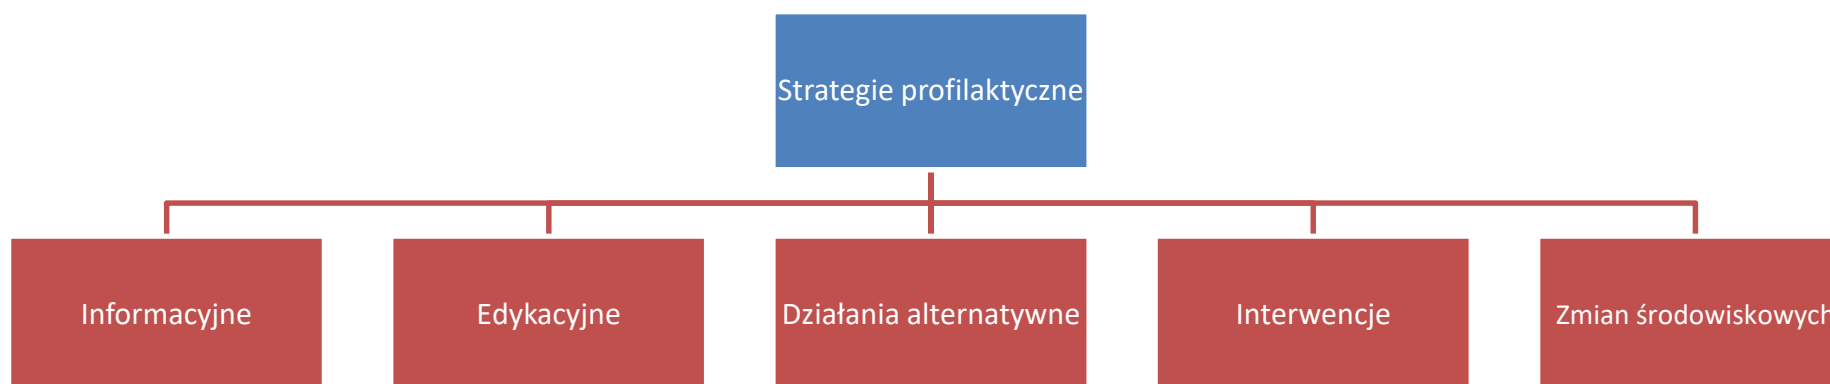 Strategie profilaktyczne
Informacyjne
Edykacyjne
Działania alternatywne
Interwencje
Zmian środowiskowych